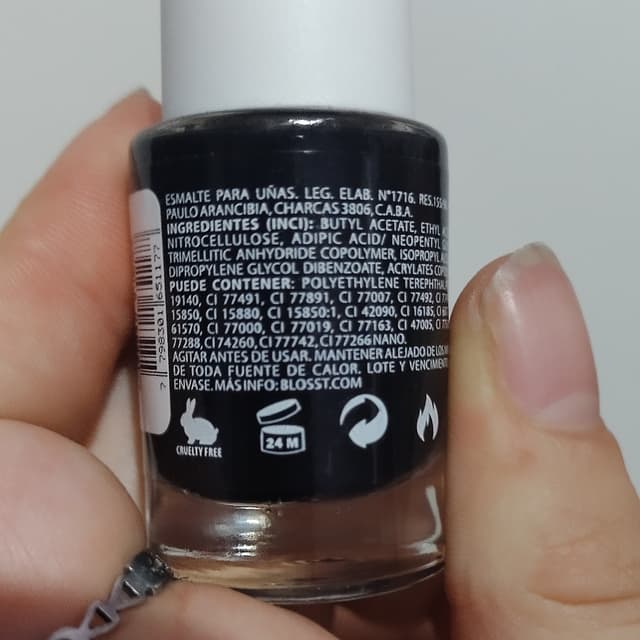 ESMALTE PARA UÑAS. LEG. ELAB. N°1716. RES.155
PAULO ARANCIBIA, CHARCAS 3806, C.A.B.A.
INGREDIENTES (INCI): BUTYL ACETATE, ETHYL
NITROCELLULOSE, ADIPIC ACID/ NEOPENTYL
TRIMELLITIC ANHYDRIDE COPOLYMER, ISOPROPYL
DIPROPYLENE GLYCOL DIBENZOATE, ACRYLATES
PUEDE CONTENER: POLYETHYLENE
19140, CI 77491, CI 77891, CI 77007, CI 77492, CI
15850, CI 15880, CI 15850:1, CI 42090, CI 16185, CI
61570, CI 77000, CI 77019, CI 77163, CI 47005,
77288, CI 74260, CI 77742, CI 77266 NANO.
AGITAR ANTES DE USAR. MANTENER ALEJADO DE LOS
DE TODA FUENTE DE CALOR. LOTE Y VENCIMIENTO
ENVASE. MÁS INFO: BLOSST.COM
CRUELTY FREE
24 M
7 798301 651177